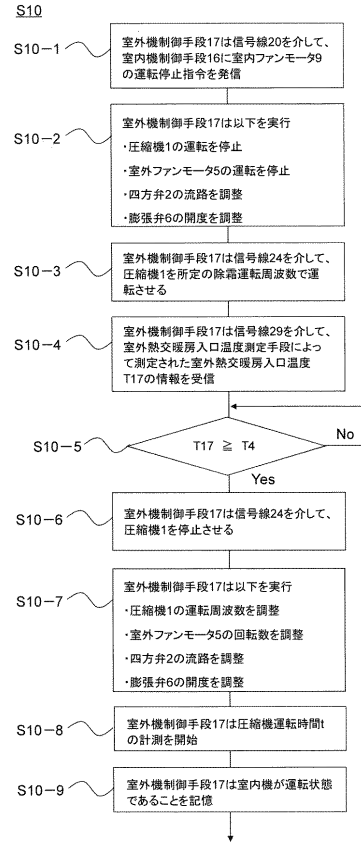 S10
S10-1
室外機制御手段17は信号線20を介して、
室内機制御手段16に室内ファンモータ9
の運転停止指令を発信
S10-2
室外機制御手段17は以下を実行
・圧縮機1の運転を停止
・室外ファンモータ5の運転を停止
・四方弁2の流路を調整
・膨張弁6の開度を調整
S10-3
室外機制御手段17は信号線24を介して、
圧縮機1を所定の除霜運転周波数で運
転させる
S10-4
室外機制御手段17は信号線29を介して、
室外熱交暖房入口温度測定手段によっ
て測定された室外熱交暖房入口温度
T17の情報を受信
S10-5
T17 ≧ T4
No
Yes
S10-6
室外機制御手段17は信号線24を介して、
圧縮機1を停止させる
S10-7
室外機制御手段17は以下を実行
・圧縮機1の運転周波数を調整
・室外ファンモータ5の回転数を調整
・四方弁2の流路を調整
・膨張弁6の開度を調整
S10-8
室外機制御手段17は圧縮機運転時間t
の計測を開始
S10-9
室外機制御手段17は室内機が運転状態
であることを記憶